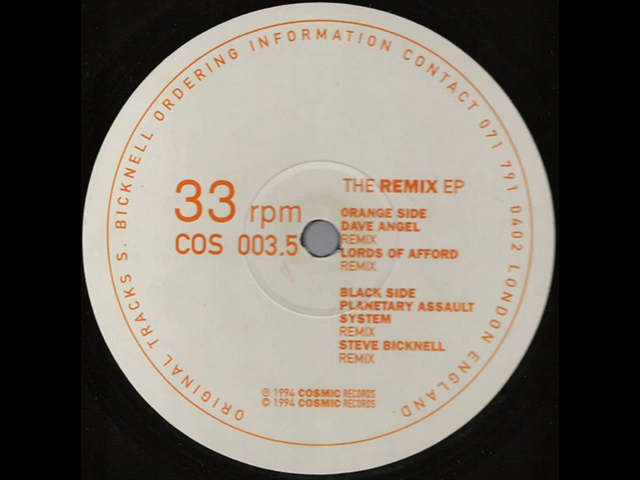 ORIGINAL TRACKS S. BICKNELL ORDERING INFORMATION CONTACT 071 791 0402 LONDON ENGLAND.
33 rpm
COS 003.5
THE REMIX EP
ORANGE SIDE
DAVE ANGEL
REMIX
LORDS OF AFFORD
REMIX
BLACK SIDE
PLANETARY ASSAULT
SYSTEM
REMIX
STEVE BICKNELL
REMIX
℗ 1994 COSMIC RECORDS
© 1994 COSMIC RECORDS